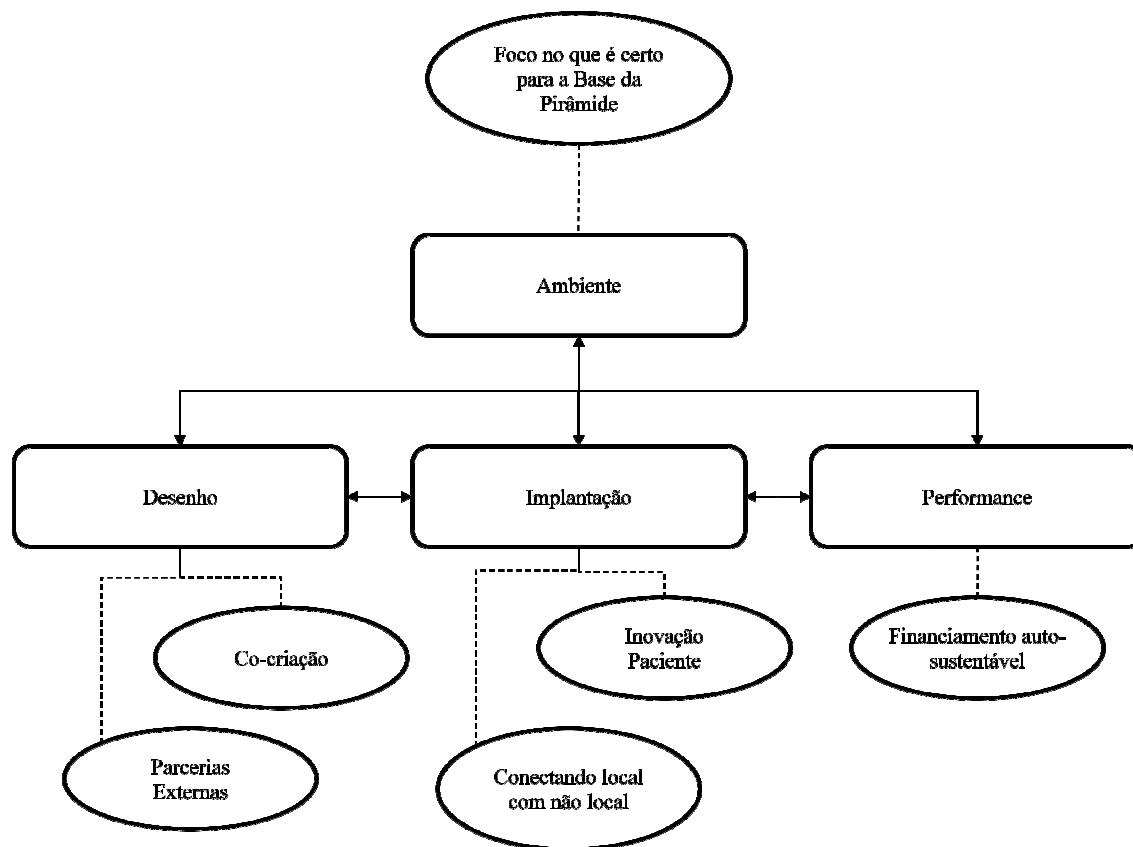 Foco no que é certo
para a Base da
Pirâmide
Ambiente
Desenho
Implantação
Performance
Co-criação
Inovação
Paciente
Financiamento auto-
sustentável
Parcerias
Externas
Conectando local
com não local